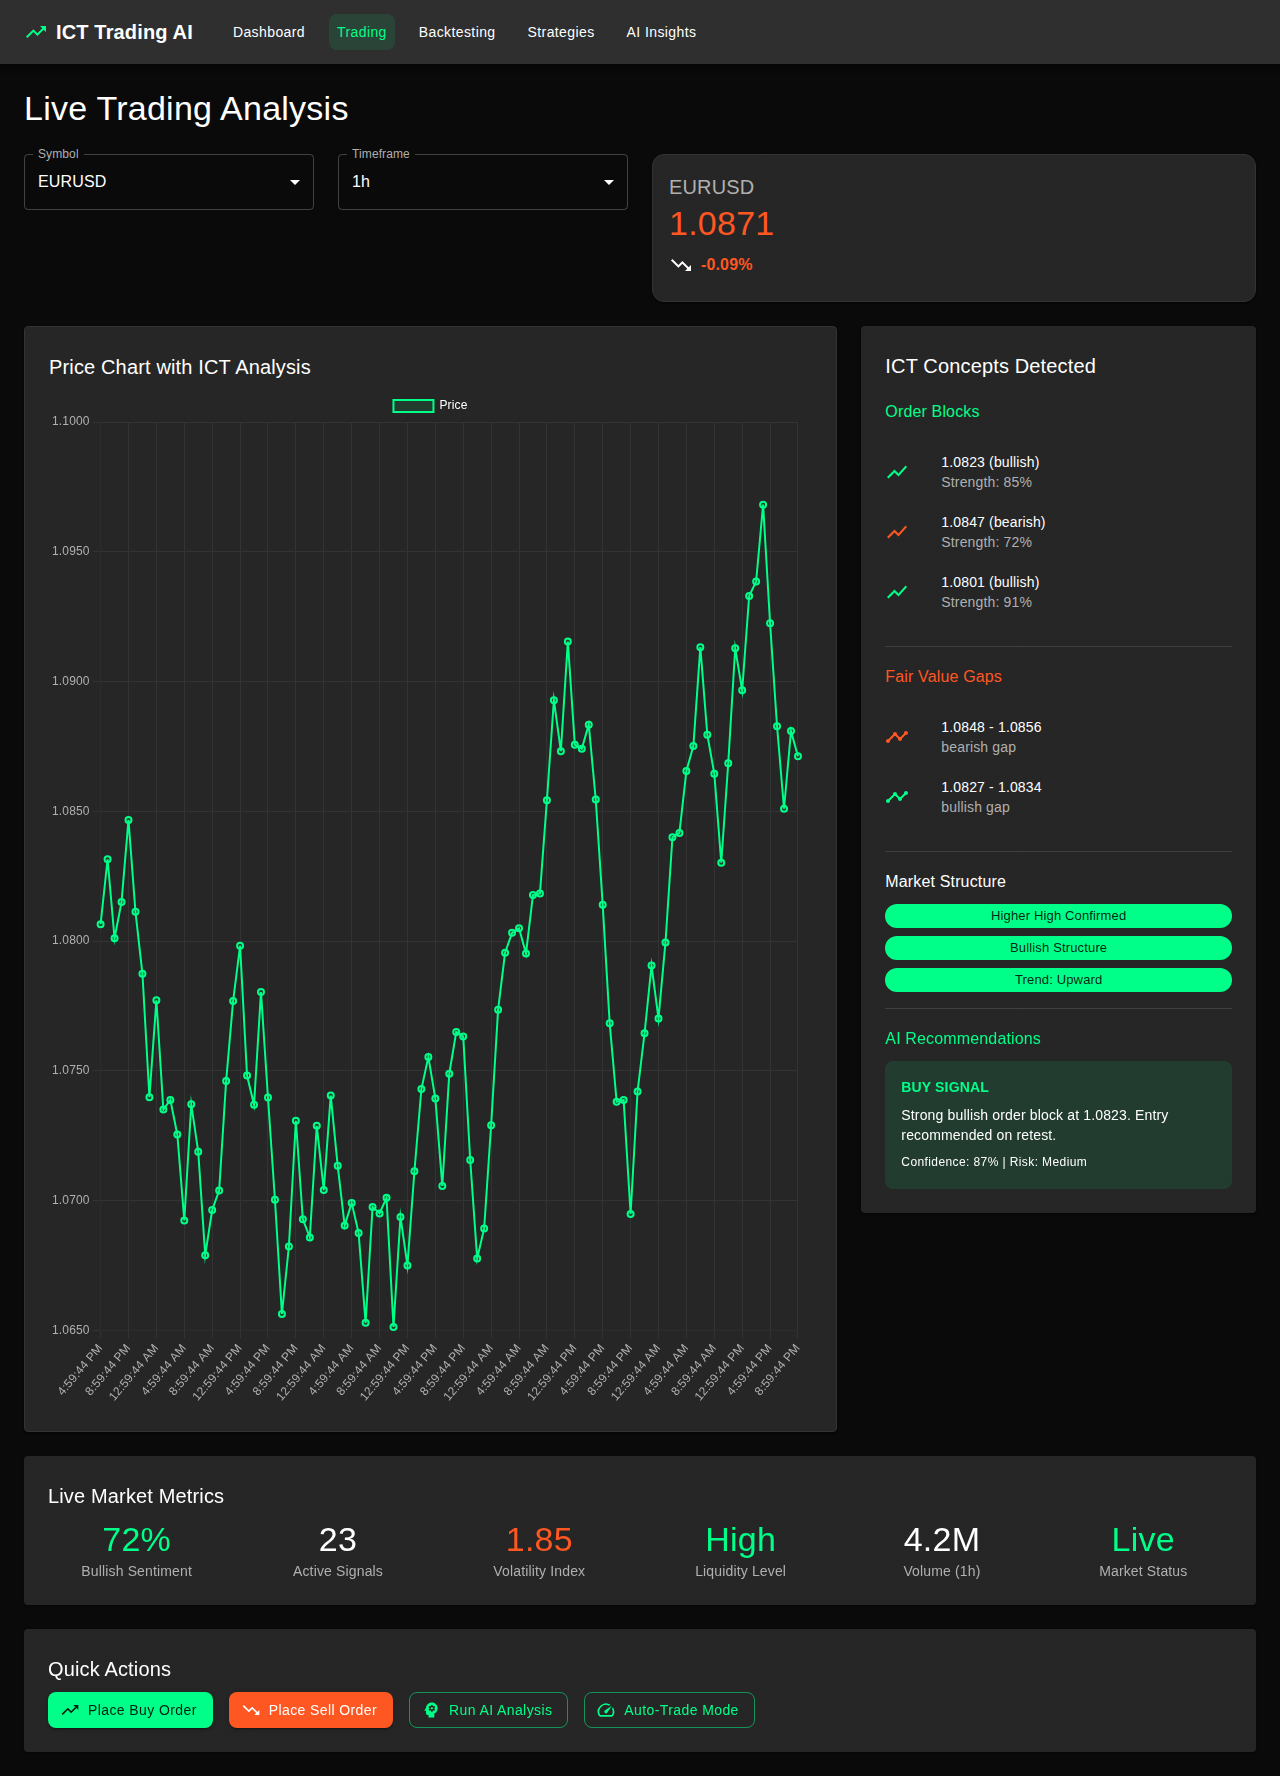 ICT Trading AI
Dashboard
Trading
Backtesting
Strategies
AI Insights
Live Trading Analysis
Symbol
EURUSD
Timeframe
1h
EURUSD
1.0871
-0.09%
Price Chart with ICT Analysis
Price
1.1000
1.0950
1.0900
1.0850
1.0800
1.0750
1.0700
1.0650
4:59:44 PM
8:59:44 PM
12:59:44 AM
4:59:44 AM
8:59:44 AM
12:59:44 PM
4:59:44 PM
8:59:44 PM
12:59:44 AM
4:59:44 AM
8:59:44 AM
12:59:44 PM
4:59:44 PM
8:59:44 PM
12:59:44 AM
4:59:44 AM
8:59:44 AM
12:59:44 PM
4:59:44 PM
8:59:44 PM
12:59:44 AM
4:59:44 AM
8:59:44 AM
12:59:44 PM
4:59:44 PM
8:59:44 PM
ICT Concepts Detected
Order Blocks
1.0823 (bullish)
Strength: 85%
1.0847 (bearish)
Strength: 72%
1.0801 (bullish)
Strength: 91%
Fair Value Gaps
1.0848 - 1.0856
bearish gap
1.0827 - 1.0834
bullish gap
Market Structure
Higher High Confirmed
Bullish Structure
Trend: Upward
AI Recommendations
BUY SIGNAL
Strong bullish order block at 1.0823. Entry
recommended on retest.
Confidence: 87% | Risk: Medium
Live Market Metrics
72%
Bullish Sentiment
23
Active Signals
1.85
Volatility Index
High
Liquidity Level
4.2M
Volume (1h)
Live
Market Status
Quick Actions
Place Buy Order
Place Sell Order
Run AI Analysis
Auto-Trade Mode